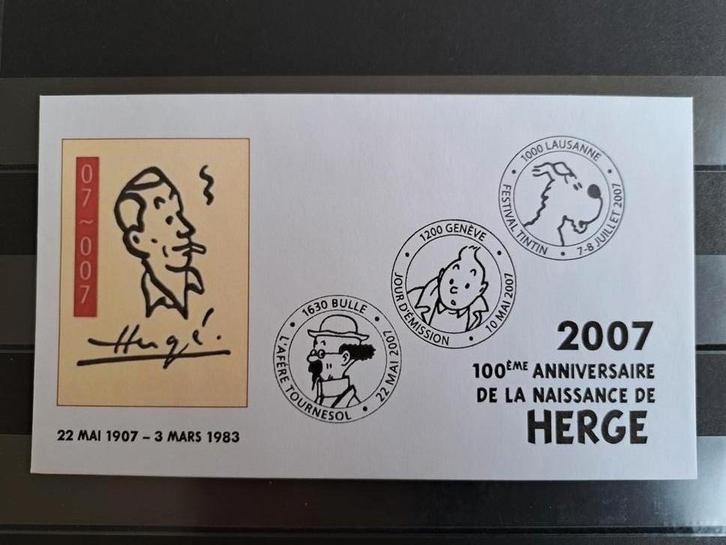 07~007
Hergé.
22 MAI 1907 – 3 MARS 1983
1630 BULLE
L'AFÈRE TOURNESOL • 22 MAI 2007
1200 GENÈVE
JOUR D'ÉMISSION • 10 MAI 2007
1000 LAUSANNE
FESTIVAL TINTIN • 7-8 JUILLET 2007
2007
100ÈME ANNIVERSAIRE
DE LA NAISSANCE DE
HERGE